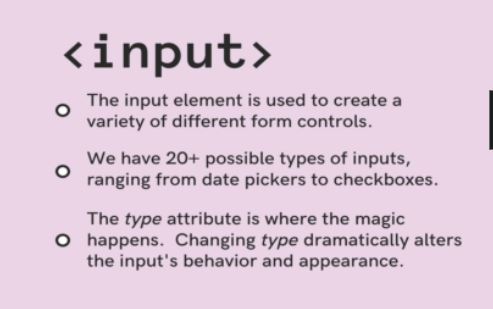 <input>
The input element is used to create a
variety of different form controls.
We have 20+ possible types of inputs,
ranging from date pickers to checkboxes.
The type attribute is where the magic
happens. Changing type dramatically alters
the input's behavior and appearance.